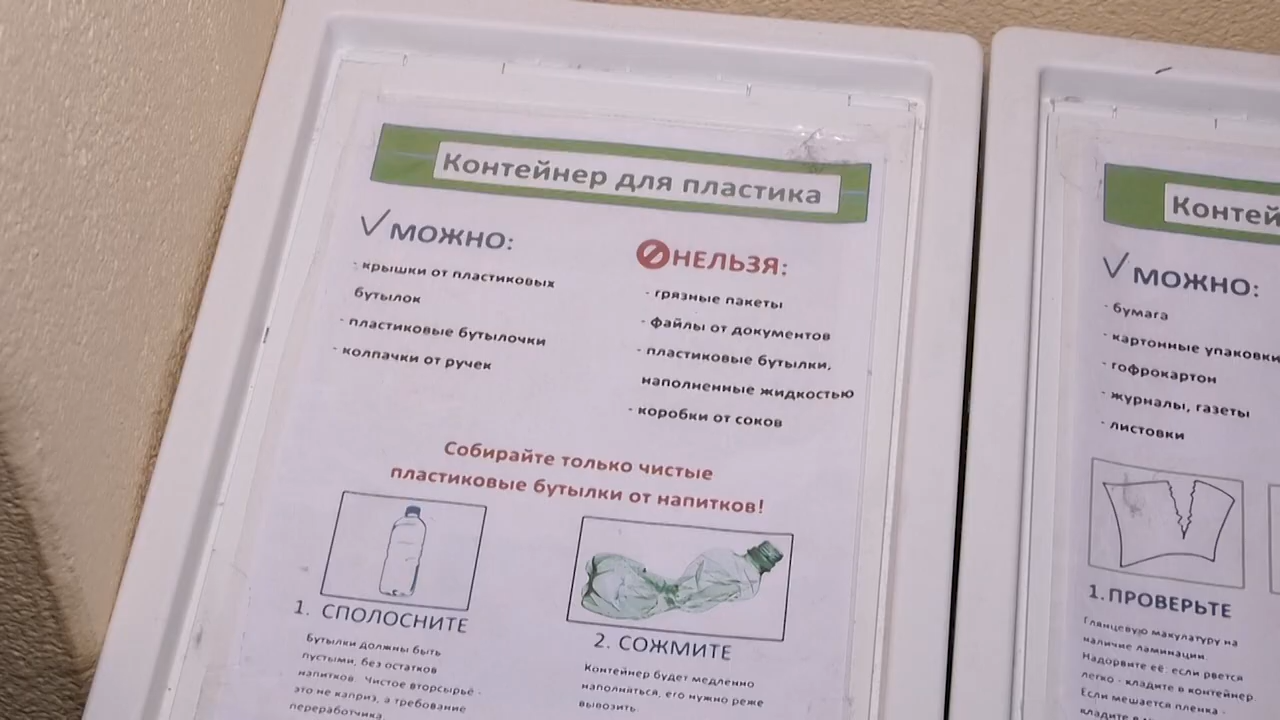 Контейнер для пластика
МОЖНО:
- крышки от пластиковых
бутылок
- пластиковые бутылочки
- колпачки от ручек
НЕЛЬЗЯ:
- грязные пакеты
- файлы от документов
- пластиковые бутылки,
наполненные жидкостью
- коробки от соков
Собирайте только чистые
пластиковые бутылки от напитков!
1. СПОЛОСНИТЕ
Бутылки должны быть
пустыми, без остатков
напитков. Чистое вторсырьё -
это не каприз, а требование
переработчика
2. СОЖМИТЕ
Контейнер будет медленно
наполняться, его нужно реже
вывозить.
Контей
МОЖНО:
- бумага
- картонные упаковки
- гофрокартон
- журналы, газеты
- листовки
1.ПРОВЕРЬТЕ
Глянцевую макулатуру на
наличие ламинации.
Надорвите её: если рвется
легко - кладите в контейнер.
Если мешается пленка -
кладите в